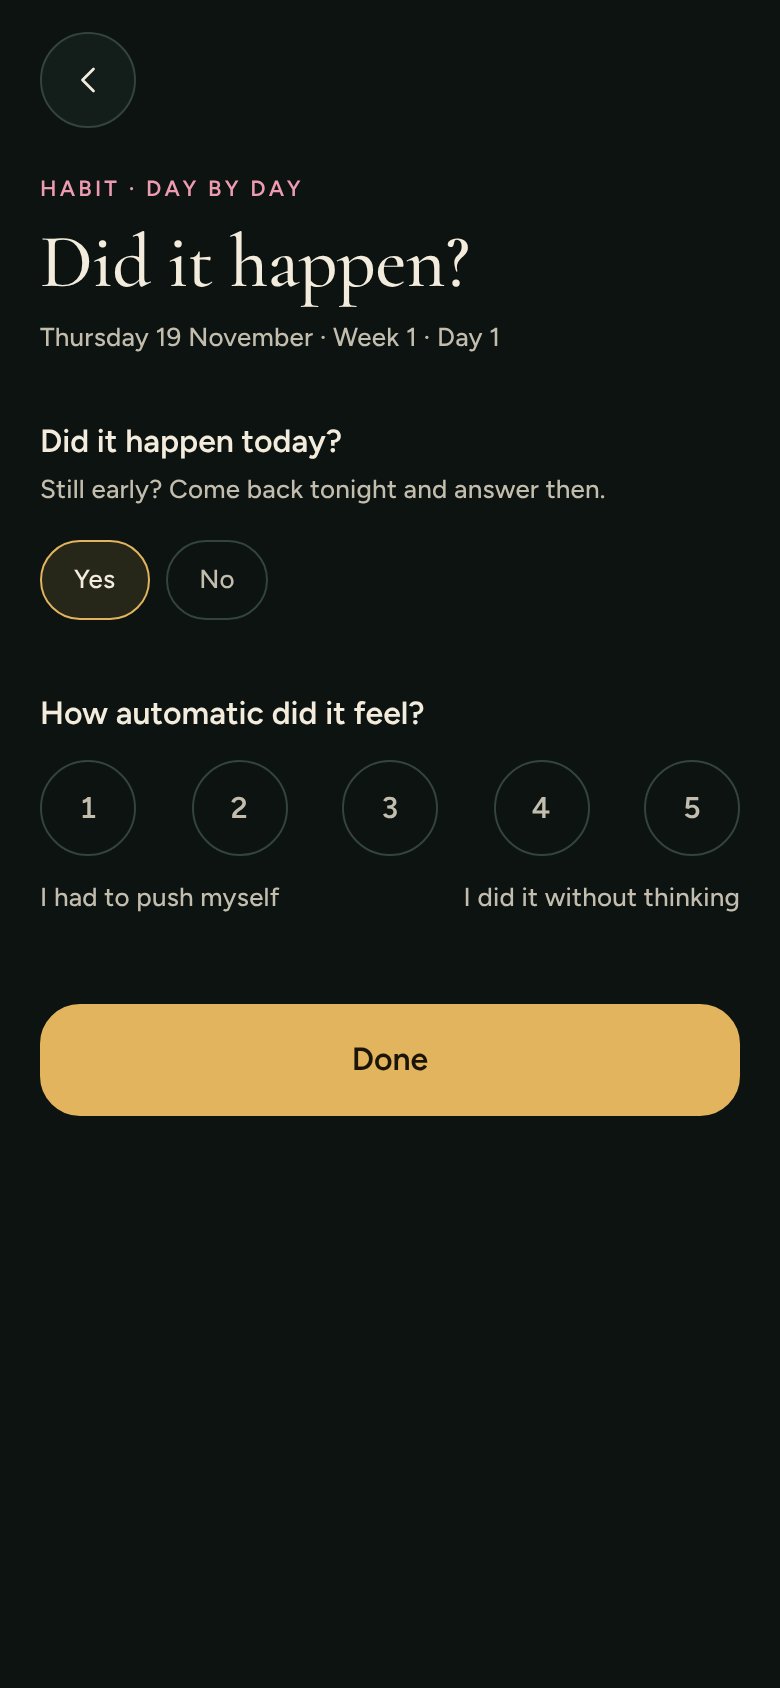 HABIT · DAY BY DAY
Did it happen?
Thursday 19 November · Week 1 · Day 1
Did it happen today?
Still early? Come back tonight and answer then.
Yes No
How automatic did it feel?
1 2 3 4 5
I had to push myself I did it without thinking
Done